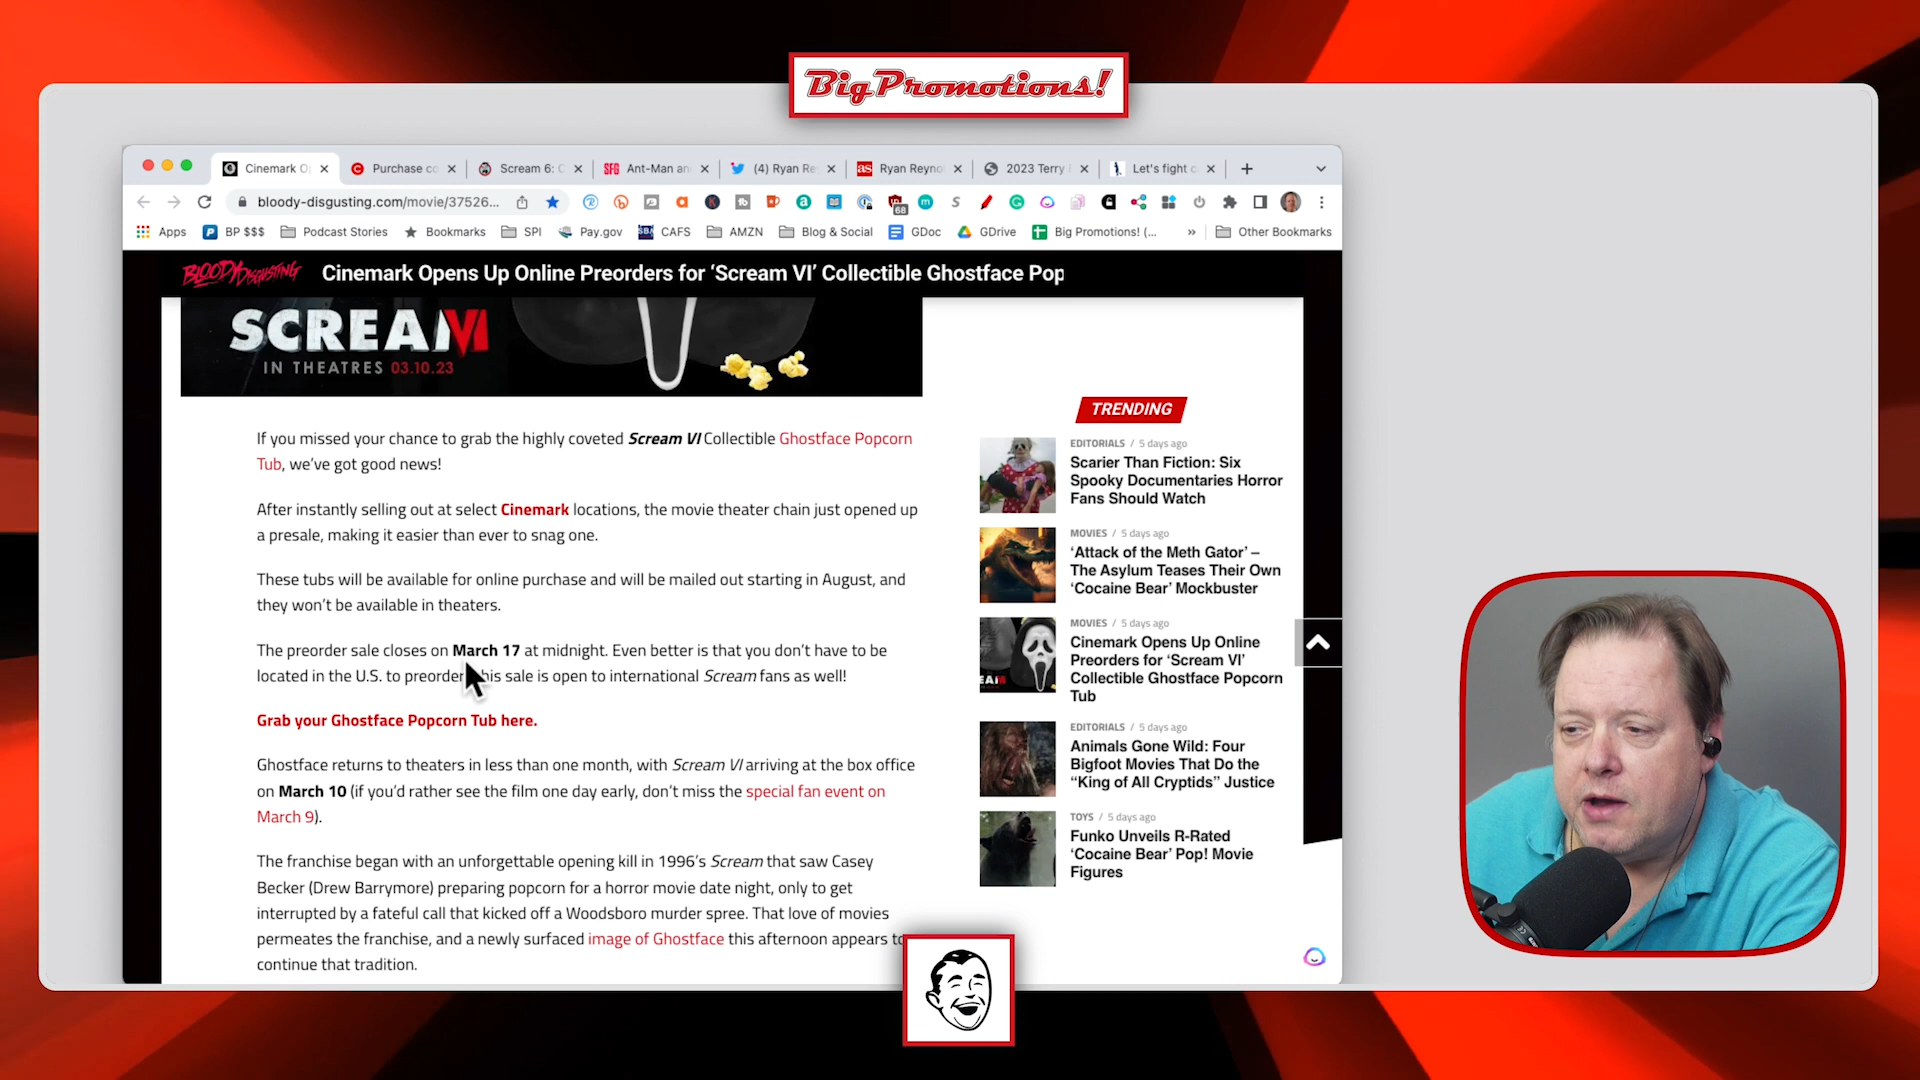 Big Promotions!
Cinemark Op
Purchase co
Scream 6: C
SFG Ant-Man an
(4) Ryan Re
as Ryan Reyno
2023 Terry
Let's fight c
bloody-disgusting.com/movie/37526...
68
Apps
BP $$$
Podcast Stories
Bookmarks
SPI
Pay.gov
CAFS
AMZN
Blog & Social
GDoc
GDrive
Big Promotions! (...
»
Other Bookmarks
BLOODY DISGUSTING
Cinemark Opens Up Online Preorders for ‘Scream VI’ Collectible Ghostface Pop
SCREAM VI
IN THEATRES 03.10.23
If you missed your chance to grab the highly coveted Scream VI Collectible Ghostface Popcorn
Tub, we’ve got good news!
After instantly selling out at select Cinemark locations, the movie theater chain just opened up
a presale, making it easier than ever to snag one.
These tubs will be available for online purchase and will be mailed out starting in August, and
they won’t be available in theaters.
The preorder sale closes on March 17 at midnight. Even better is that you don’t have to be
located in the U.S. to preorder his sale is open to international Scream fans as well!
Grab your Ghostface Popcorn Tub here.
Ghostface returns to theaters in less than one month, with Scream VI arriving at the box office
on March 10 (if you’d rather see the film one day early, don’t miss the special fan event on
March 9).
The franchise began with an unforgettable opening kill in 1996’s Scream that saw Casey
Becker (Drew Barrymore) preparing popcorn for a horror movie date night, only to get
interrupted by a fateful call that kicked off a Woodsboro murder spree. That love of movies
permeates the franchise, and a newly surfaced image of Ghostface this afternoon appears to
continue that tradition.
TRENDING
EDITORIALS / 5 days ago
Scarier Than Fiction: Six
Spooky Documentaries Horror
Fans Should Watch
MOVIES / 5 days ago
‘Attack of the Meth Gator’ –
The Asylum Teases Their Own
‘Cocaine Bear’ Mockbuster
MOVIES / 5 days ago
Cinemark Opens Up Online
Preorders for ‘Scream VI’
Collectible Ghostface Popcorn
Tub
EDITORIALS / 5 days ago
Animals Gone Wild: Four
Bigfoot Movies That Do the
“King of All Cryptids” Justice
TOYS / 5 days ago
Funko Unveils R-Rated
‘Cocaine Bear’ Pop! Movie
Figures